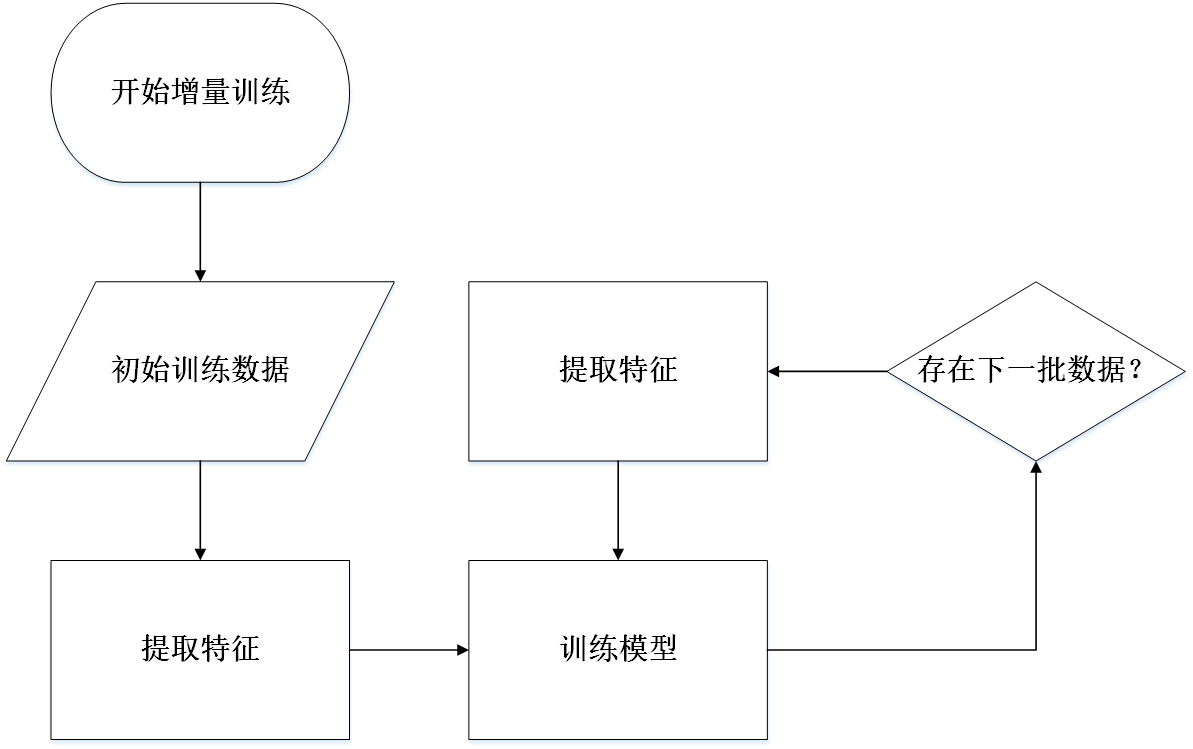 开始增量训练
初始训练数据
提取特征
存在下一批数据？
提取特征
训练模型